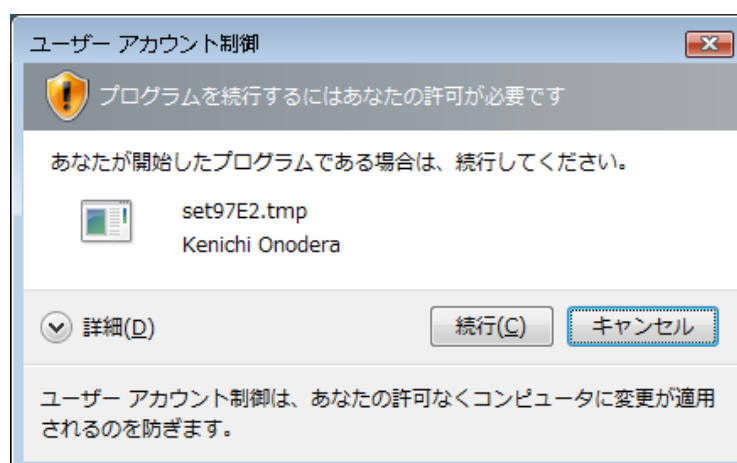 ユーザー アカウント制御
プログラムを続行するにはあなたの許可が必要です
あなたが開始したプログラムである場合は、続行してください。
set97E2.tmp
Kenichi Onodera
詳細(D)
続行(C)
キャンセル
ユーザー アカウント制御は、あなたの許可なくコンピュータに変更が適用
されるのを防ぎます。